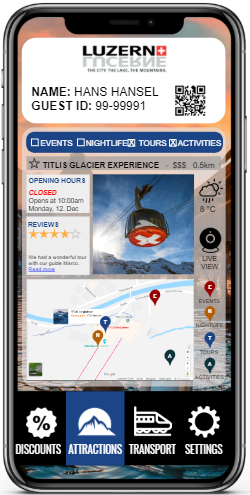 LUZERN
LUCERNE
THE CITY. THE LAKE. THE MOUNTAINS.
NAME: HANS HANSEL
GUEST ID: 99-99991
EVENTS NIGHTLIFE TOURS ACTIVITIES
TITLIS GLACIER EXPERIENCE - $$$ 0.5km
OPENING HOURS
CLOSED
Opens at 10:00am
Monday, 12. Dec
REVIEWS
We had a wonderful tour
with our guide Marco.
Read more
8 °C
LIVE
VIEW
E
N
T
A
EVENTS
NIGHTLIFE
TOURS
ACTIVITIES
Google
DISCOUNTS ATTRACTIONS TRANSPORT SETTINGS